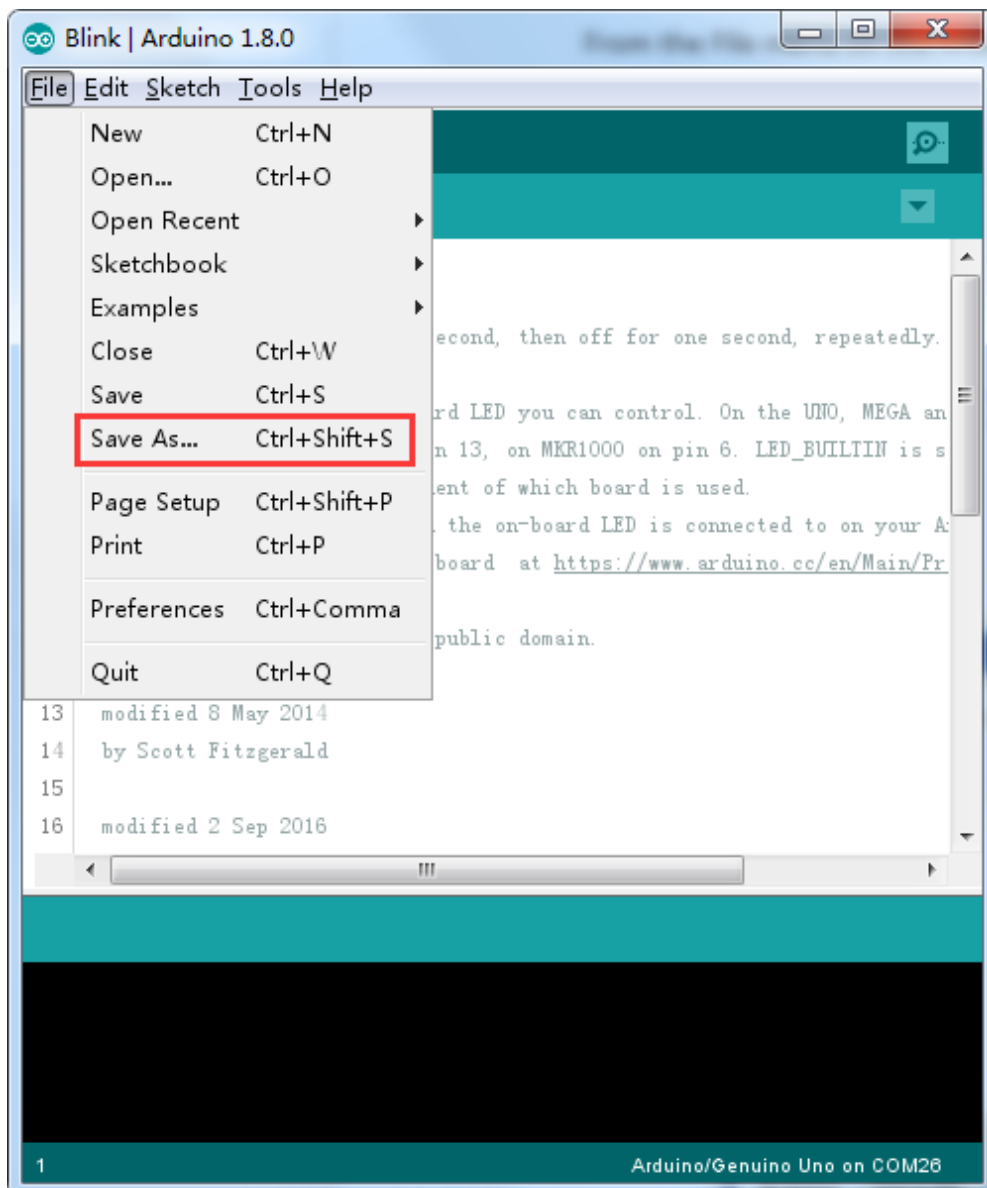 Blink | Arduino 1.8.0
File Edit Sketch Tools Help
New Ctrl+N
Open... Ctrl+O
Open Recent
Sketchbook
Examples
Close Ctrl+W
Save Ctrl+S
Save As... Ctrl+Shift+S
Page Setup Ctrl+Shift+P
Print Ctrl+P
Preferences Ctrl+Comma
Quit Ctrl+Q
econd, then off for one second, repeatedly.
rd LED you can control. On the UNO, MEGA an
n 13, on MKR1000 on pin 6. LED_BUILTIN is s
ent of which board is used.
the on-board LED is connected to on your A
board at https://www.arduino.cc/en/Main/Pr
public domain.
13 modified 8 May 2014
14 by Scott Fitzgerald
15
16 modified 2 Sep 2016
1 Arduino/Genuino Uno on COM26